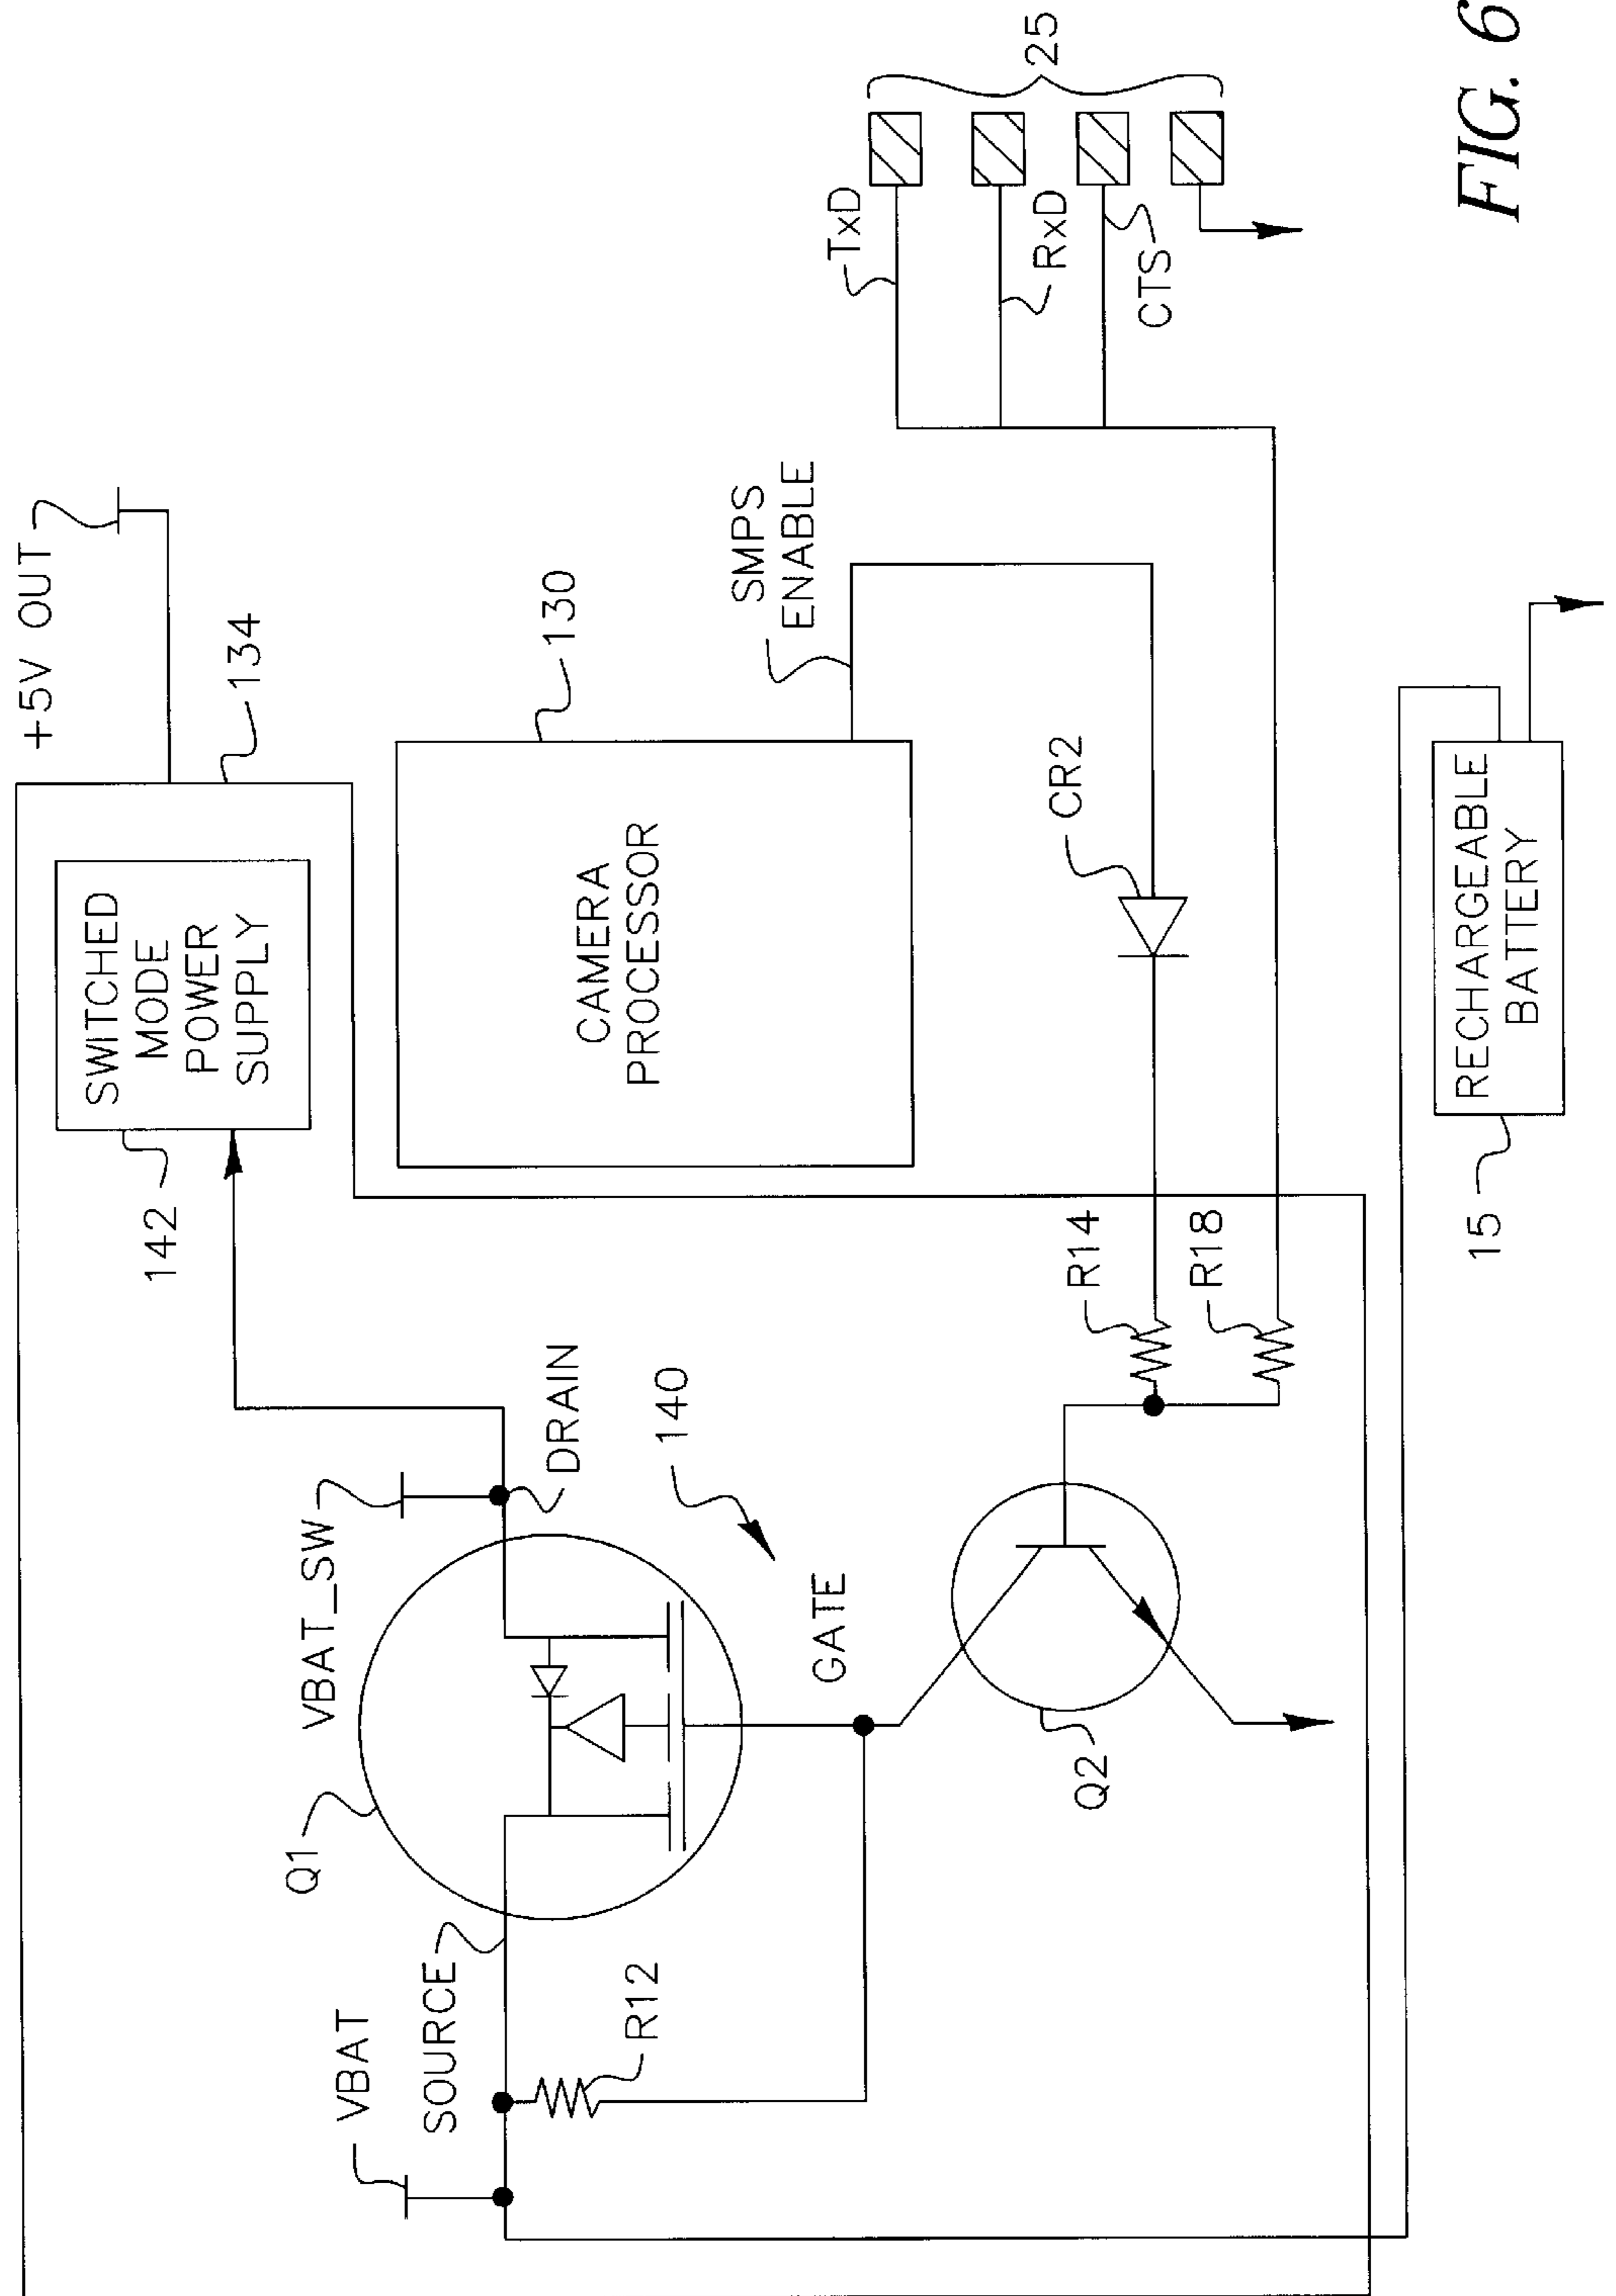 +5V OUT
134
SWITCHED
MODE
POWER
SUPPLY
142
VBAT_SW
DRAIN
Q1
VBAT
SOURCE
R12
140
GATE
Q2
CAMERA
PROCESSOR
130
SMPS
ENABLE
CR2
R14
R18
TxD
RxD
CTS
25
RECHARGEABLE
BATTERY
15
FIG. 6